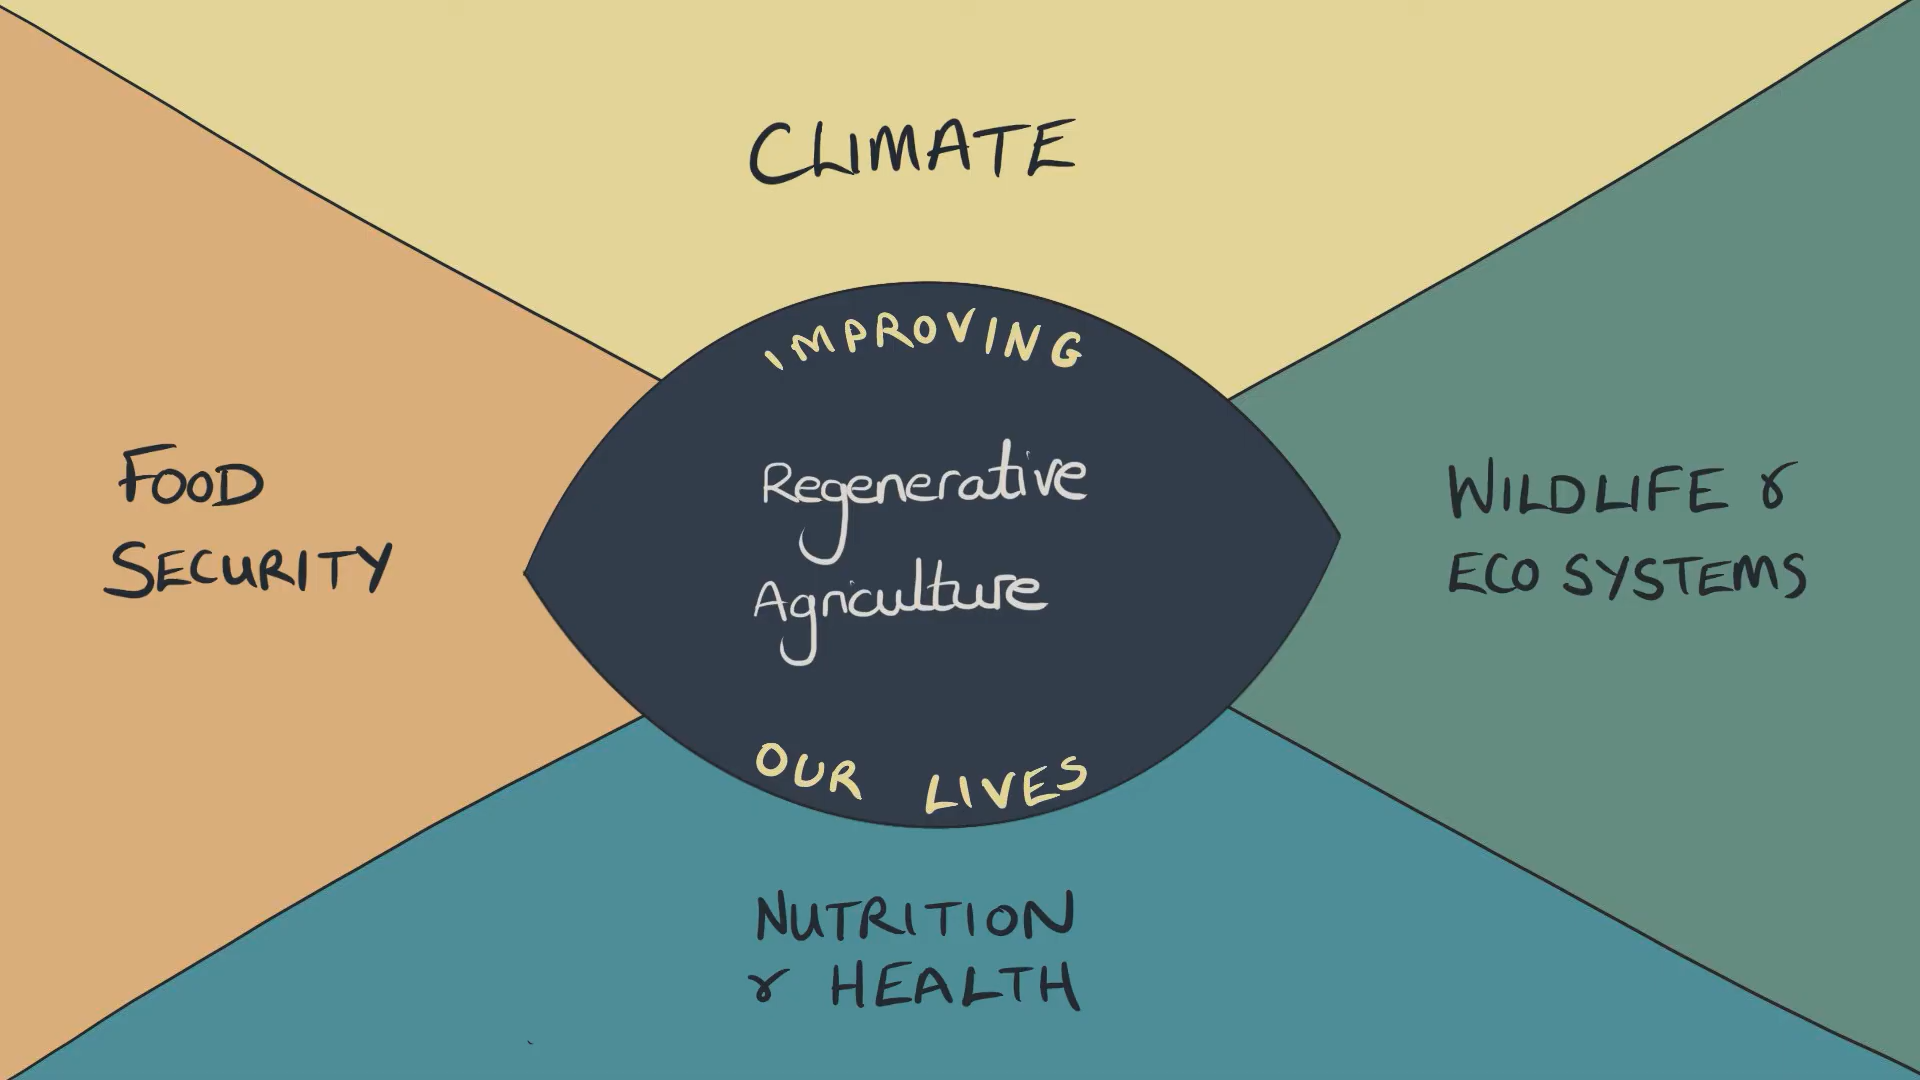 CLIMATE
IMPROVING
Regenerative
Agriculture
OUR LIVES
FOOD
SECURITY
WILDLIFE &
ECO SYSTEMS
NUTRITION
& HEALTH